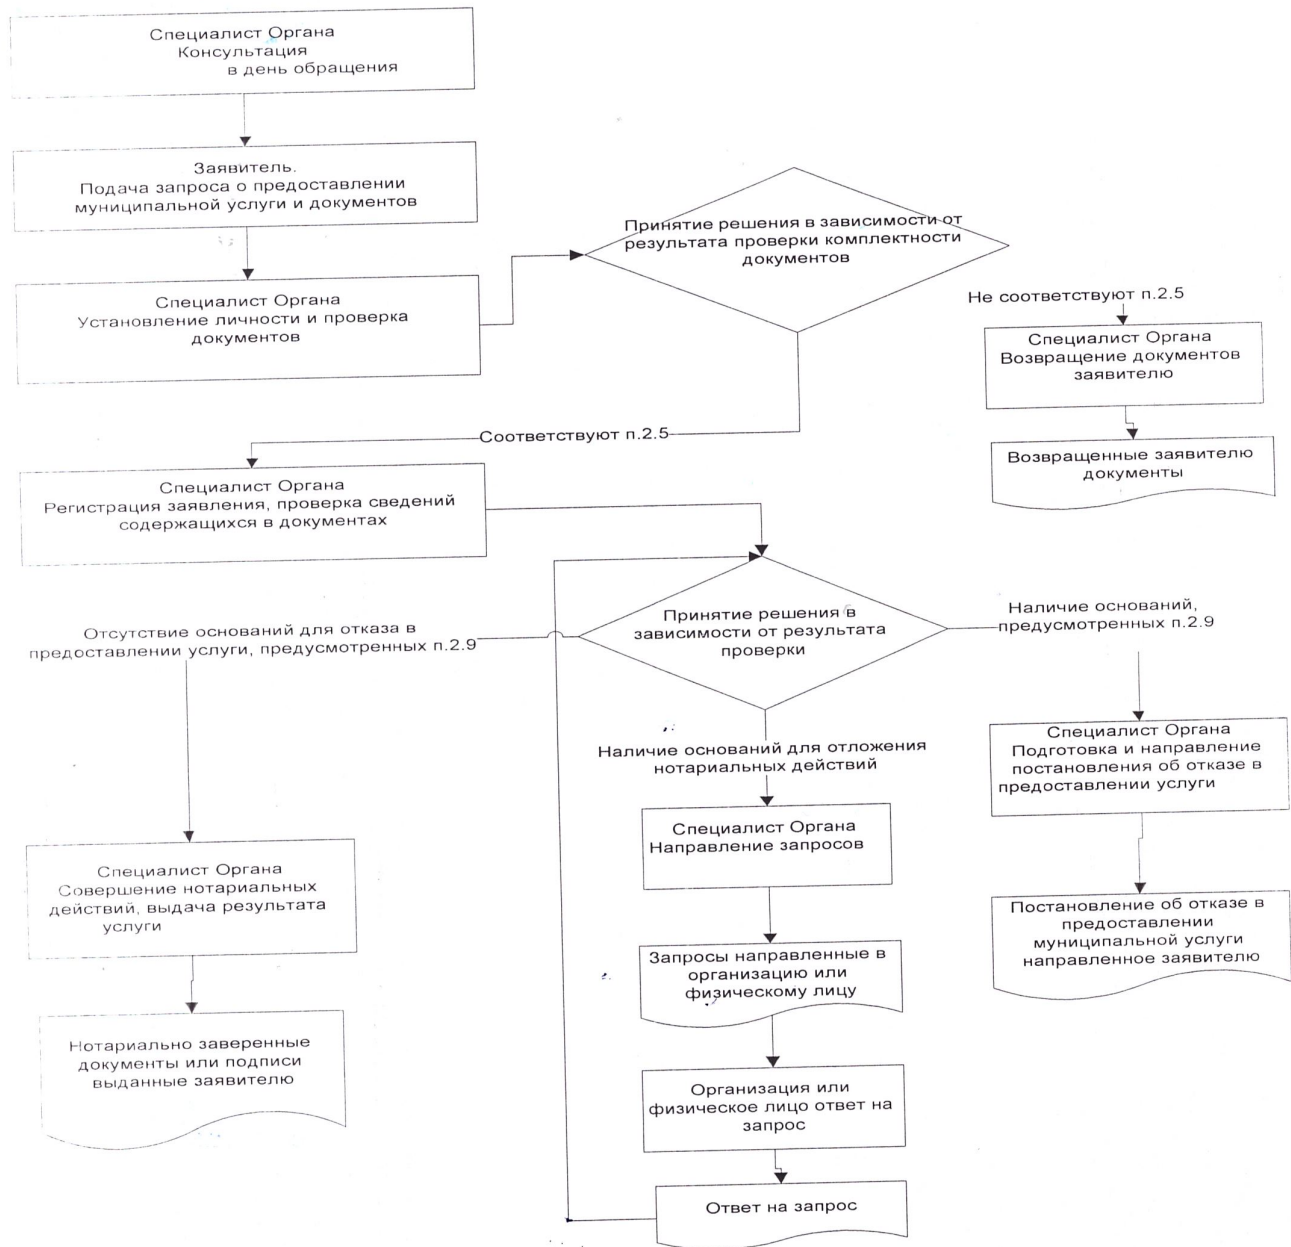 Специалист Органа
Консультация
в день обращения
Заявитель.
Подача запроса о предоставлении
муниципальной услуги и документов
Специалист Органа
Установление личности и проверка
документов
Принятие решения в зависимости от
результата проверки комплектности
документов
Не соответствуют п.2.5
Специалист Органа
Возвращение документов
заявителю
Возвращенные заявителю
документы
Соответствуют п.2.5
Специалист Органа
Регистрация заявления, проверка сведений
содержащихся в документах
Принятие решения в
зависимости от результата
проверки
Отсутствие оснований для отказа в
предоставлении услуги, предусмотренных п.2.9
Наличие оснований,
предусмотренных п.2.9
Наличие оснований для отложения
нотариальных действий
Специалист Органа
Совершение нотариальных
действий, выдача результата
услуги
Нотариально заверенные
документы или подписи
выданные заявителю
Специалист Органа
Направление запросов
Запросы направленные в
организацию или
физическому лицу
Организация или
физическое лицо ответ на
запрос
Ответ на запрос
Специалист Органа
Подготовка и направление
постановления об отказе в
предоставлении услуги
Постановление об отказе в
предоставлении
муниципальной услуги
направленное заявителю